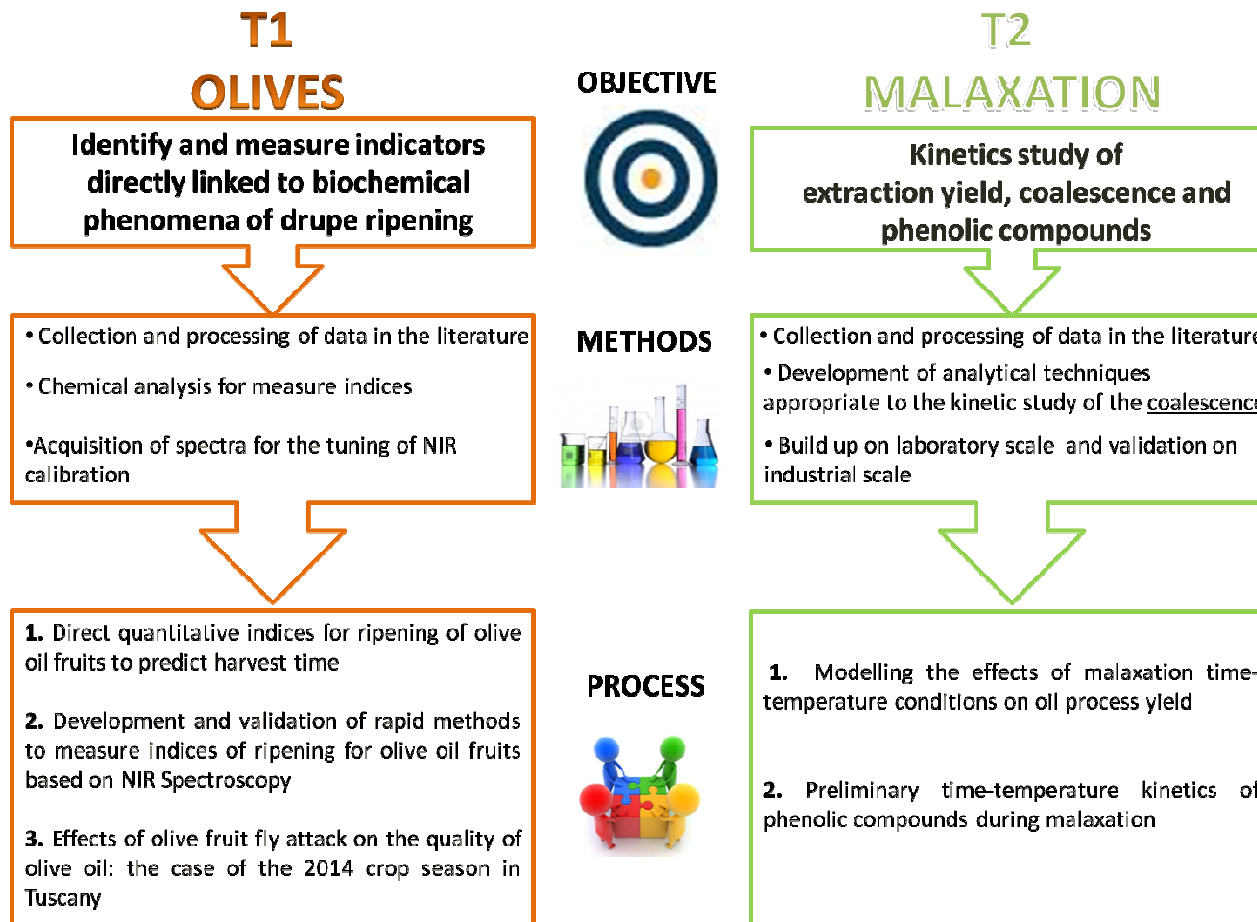 T1
OLIVES
Identify and measure indicators
directly linked to biochemical
phenomena of drupe ripening
• Collection and processing of data in the literature
• Chemical analysis for measure indices
•Acquisition of spectra for the tuning of NIR
calibration
1. Direct quantitative indices for ripening of olive
oil fruits to predict harvest time
2. Development and validation of rapid methods
to measure indices of ripening for olive oil fruits
based on NIR Spectroscopy
3. Effects of olive fruit fly attack on the quality of
olive oil: the case of the 2014 crop season in
Tuscany
OBJECTIVE
METHODS
PROCESS
T2
MALAXATION
Kinetics study of
extraction yield, coalescence and
phenolic compounds
• Collection and processing of data in the literature
• Development of analytical techniques
appropriate to the kinetic study of the coalescence
• Build up on laboratory scale and validation on
industrial scale
1. Modelling the effects of malaxation time-
temperature conditions on oil process yield
2. Preliminary time-temperature kinetics of
phenolic compounds during malaxation